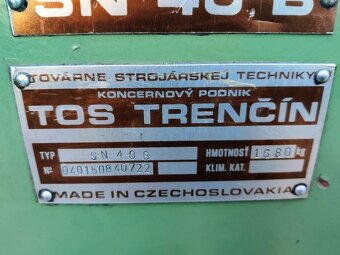 SN 40 B
TOVÁRNE STROJÁRSKEJ TECHNIKY
KONCERNOVÝ PODNIK
TOS TRENČÍN
TYP SN 40 B HMOTNOSŤ 1680 kg
№ 040150840722 KLIM. KAT.
MADE IN CZECHOSLOVAKIA